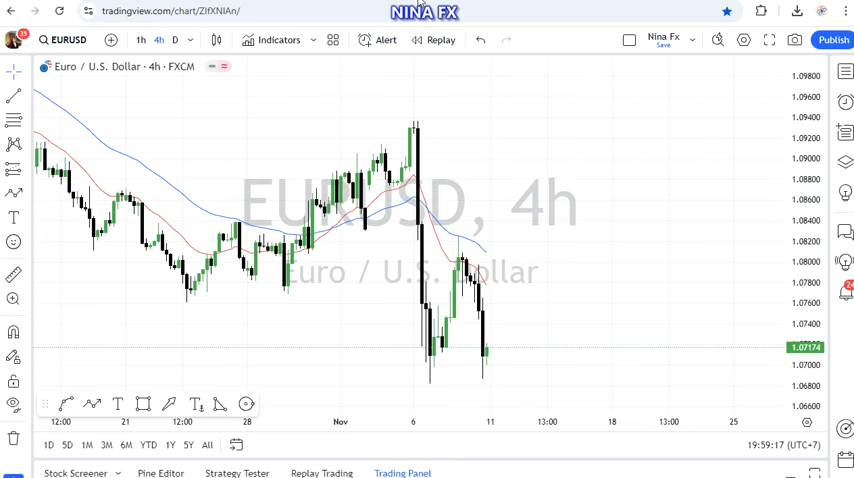 tradingview.com/chart/ZIfXNIAn/
NINA FX
35
EURUSD
1h 4h D
Indicators
Alert
Replay
Nina Fx
Save
Publish
Euro / U.S. Dollar · 4h · FXCM
EURUSD, 4h
Euro / U.S. Dollar
1.09800
1.09600
1.09400
1.09200
1.09000
1.08800
1.08600
1.08400
1.08200
1.08000
1.07800
1.07600
1.07400
1.07174
1.07000
1.06800
1.06600
24
12:00 21 12:00 28 Nov 6 11 13:00 18 13:00 25
1D 5D 1M 3M 6M YTD 1Y 5Y All
19:59:17 (UTC+7)
Stock Screener Pine Editor Strategy Tester Replay Trading Trading Panel